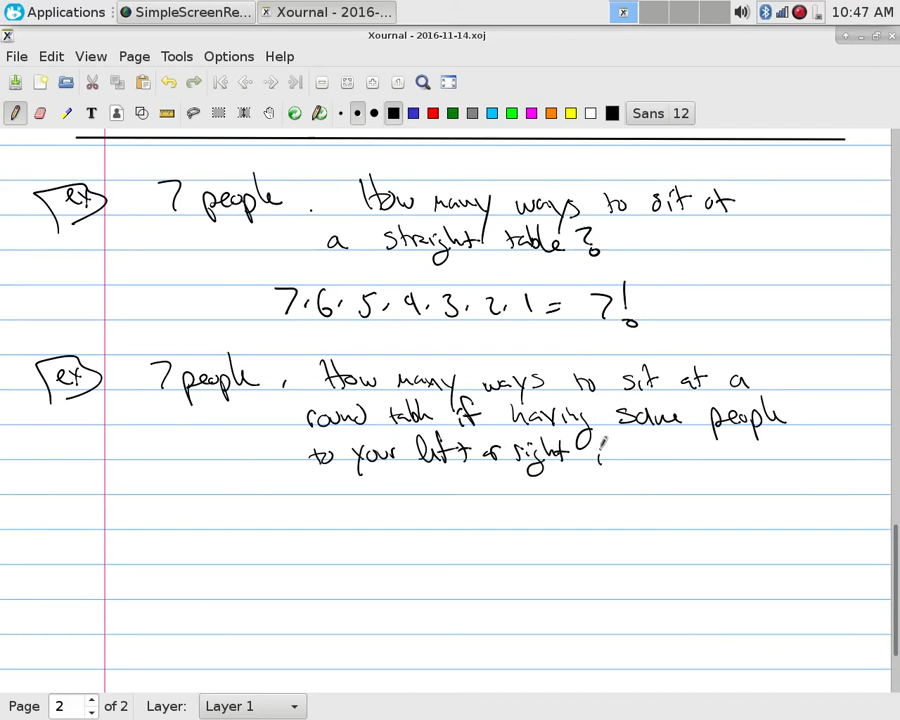 Applications SimpleScreenRe... Xournal - 2016-... 10:47 AM
Xournal - 2016-11-14.xoj
File Edit View Page Tools Options Help
T Sans 12
ex 7 people. How many ways to sit at
a straight table?
7·6·5·4·3·2·1 = 7!
ex 7 people. How many ways to sit at a
round table if having same people
to your left or right
Page 2 of 2 Layer: Layer 1